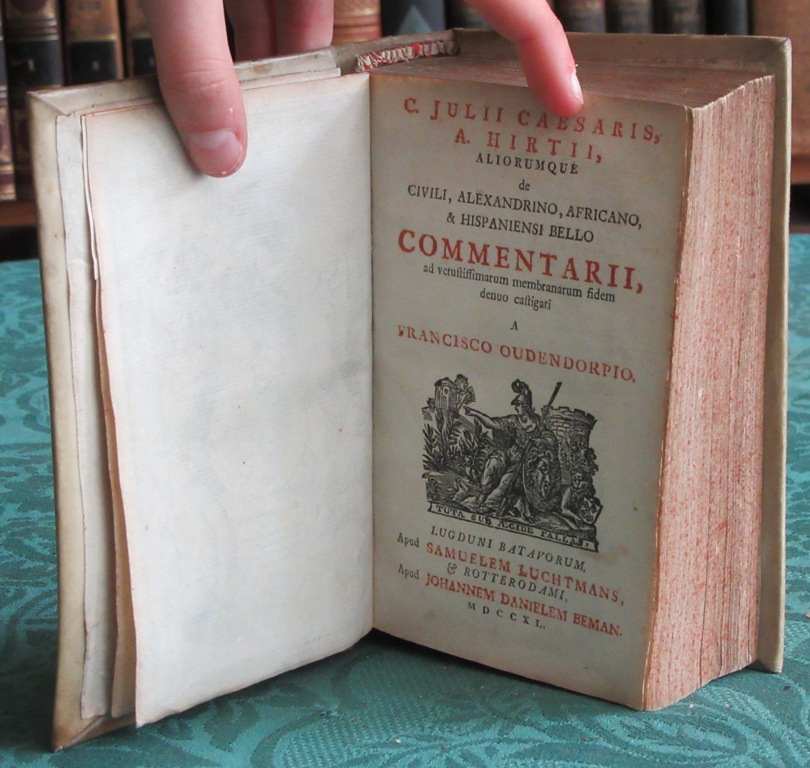 C. JULII CAESARIS,
A. HIRTII,
ALIORUMQUE
de
CIVILI, ALEXANDRINO, AFRICANO,
& HISPANIENSI BELLO
COMMENTARII,
ad vetuſtiſſimarum membranarum fidem
denuo caſtigati
A
FRANCISCO OUDENDORPIO.
TUTA SUB ÆGIDE PALLAS.
LUGDUNI BATAVORUM,
Apud SAMUELEM LUCHTMANS,
& ROTTERODAMI,
Apud JOHANNEM DANIELEM BEMAN.
MDCCXL.